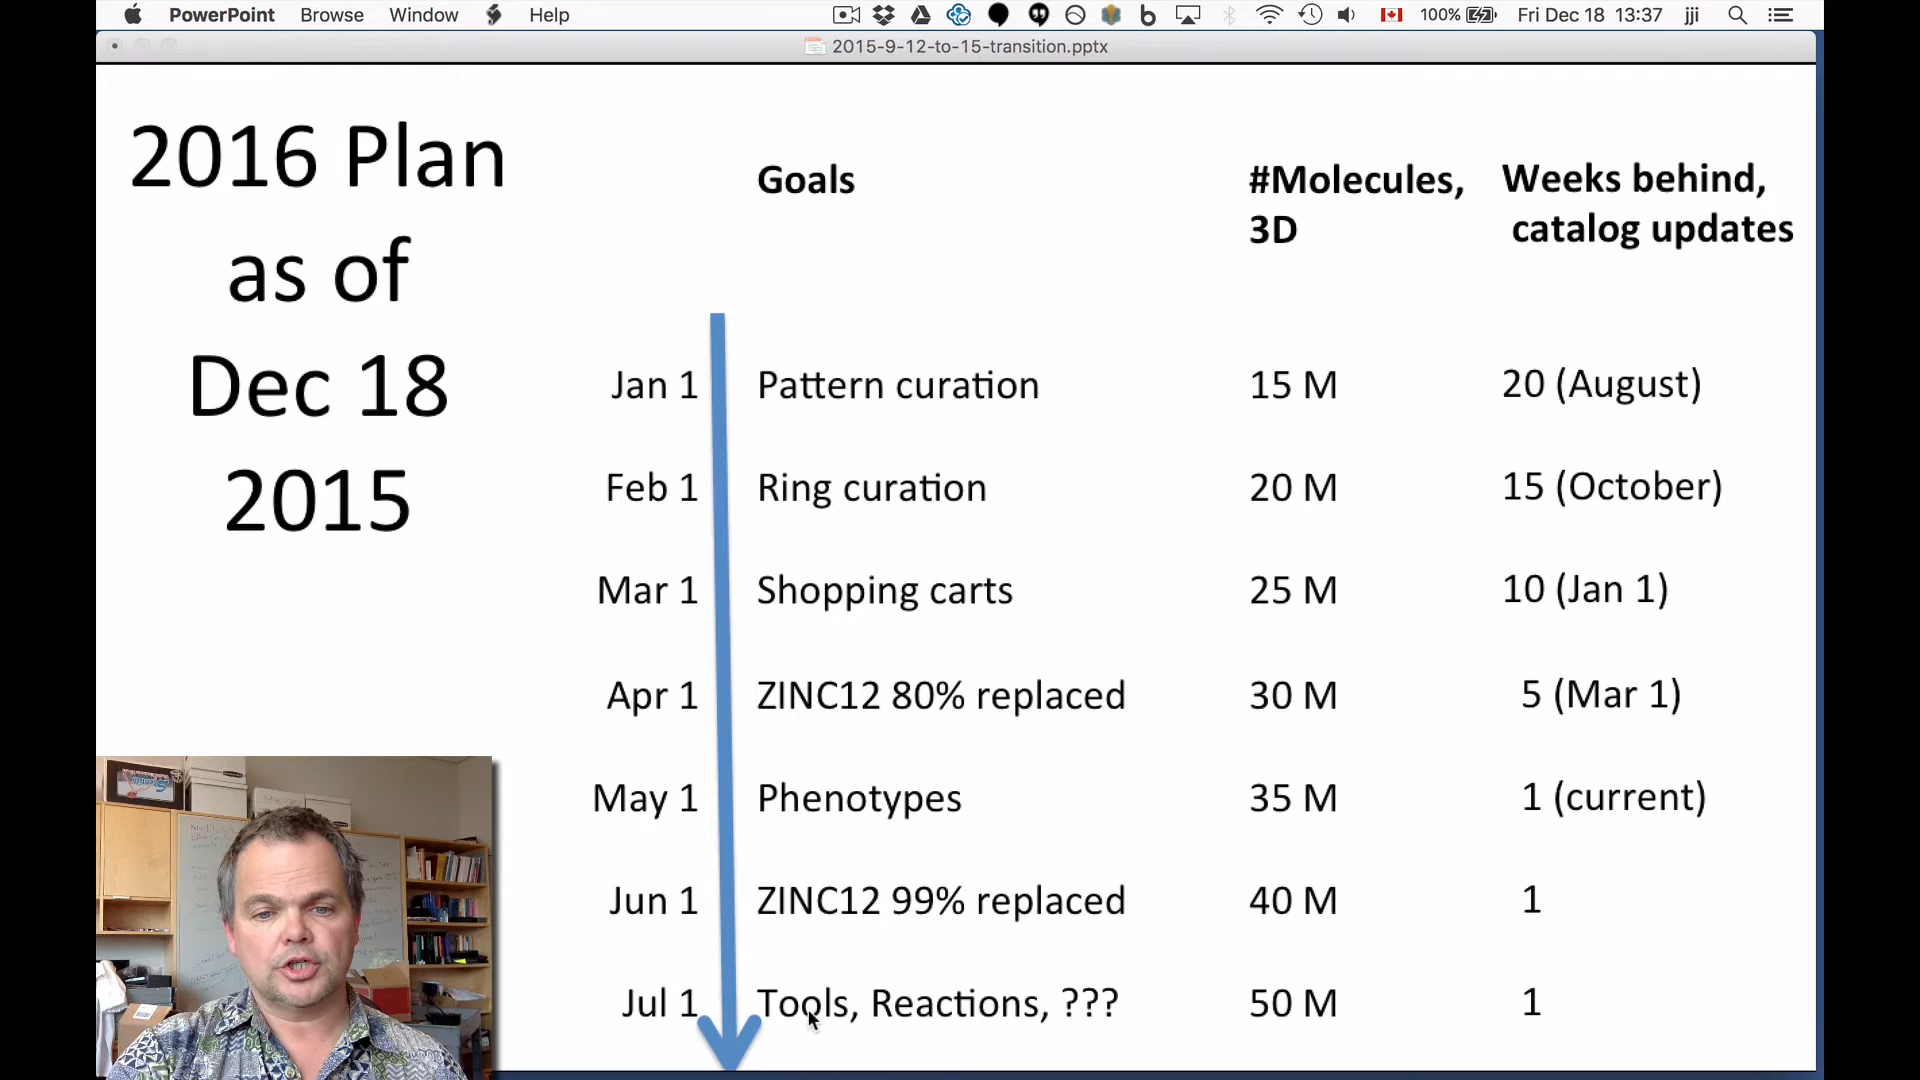 PowerPoint Browse Window Help 100% Fri Dec 18 13:37 jji
2015-9-12-to-15-transition.pptx
2016 Plan
as of
Dec 18
2015
Goals #Molecules, 3D Weeks behind, catalog updates
Jan 1 Pattern curation 15 M 20 (August)
Feb 1 Ring curation 20 M 15 (October)
Mar 1 Shopping carts 25 M 10 (Jan 1)
Apr 1 ZINC12 80% replaced 30 M 5 (Mar 1)
May 1 Phenotypes 35 M 1 (current)
Jun 1 ZINC12 99% replaced 40 M 1
Jul 1 Tools, Reactions, ??? 50 M 1